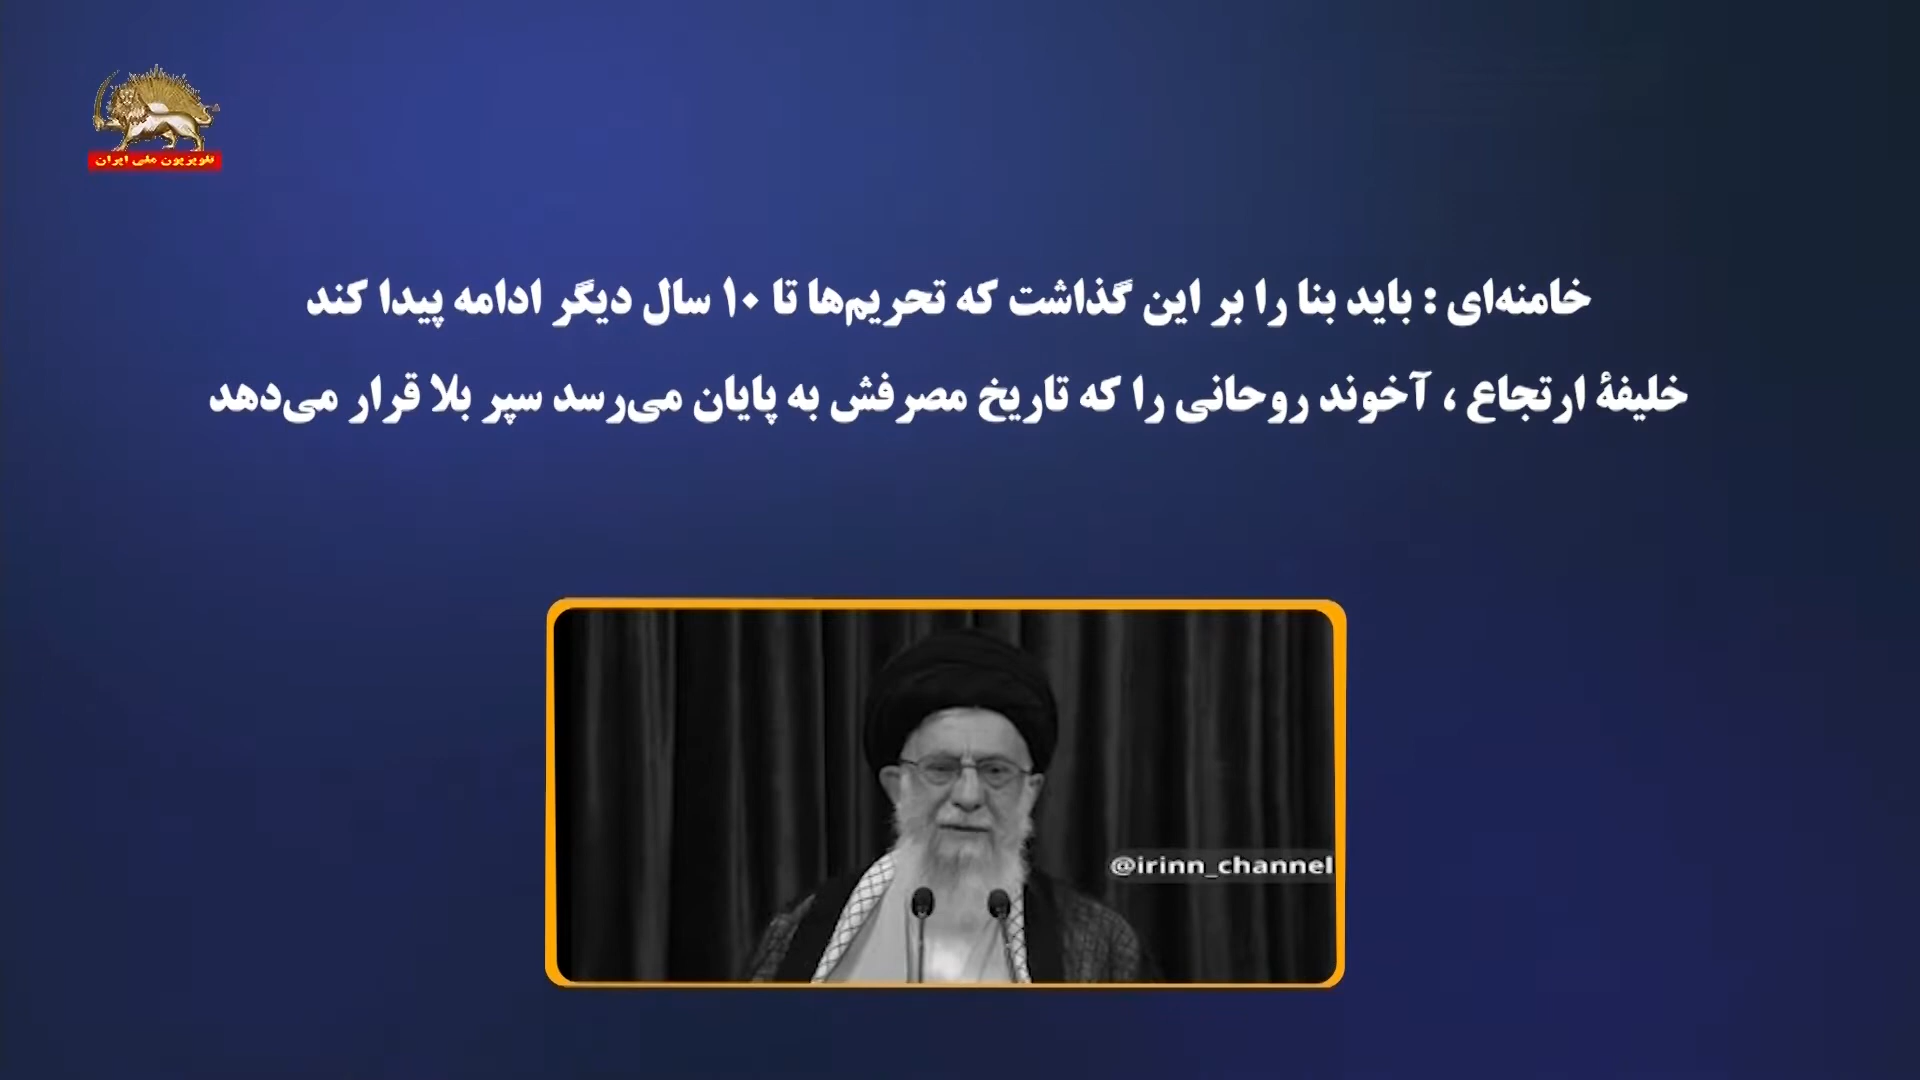 تلویزیون ملی ایران
خامنه‌ای : باید بنا را بر این گذاشت که تحریم‌ها تا ۱۰ سال دیگر ادامه پیدا کند
خلیفهٔ ارتجاع ، آخوند روحانی را که تاریخ مصرفش به پایان می‌رسد سپر بلا قرار می‌دهد
@irinn_channel